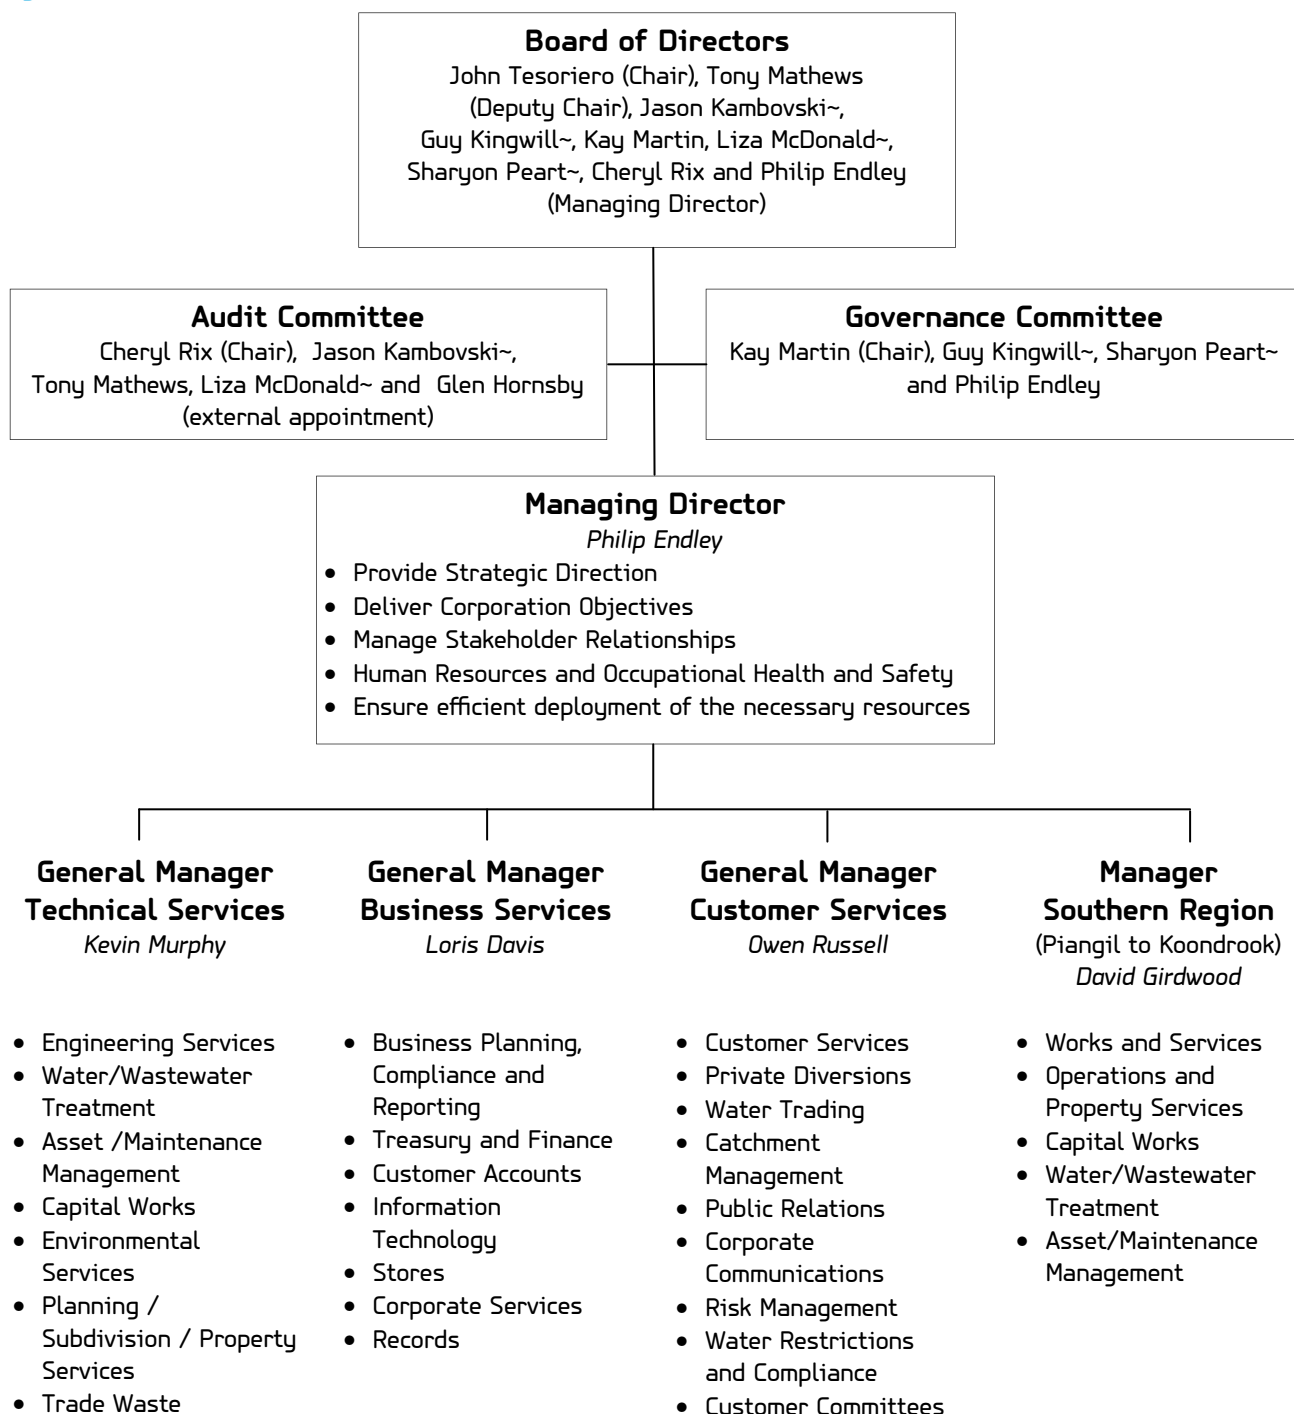 Board of Directors
John Tesoriero (Chair), Tony Mathews
(Deputy Chair), Jason Kambovski~,
Guy Kingwill~, Kay Martin, Liza McDonald~,
Sharyon Peart~, Cheryl Rix and Philip Endley
(Managing Director)
Audit Committee
Cheryl Rix (Chair), Jason Kambovski~,
Tony Mathews, Liza McDonald~ and Glen Hornsby
(external appointment)
Governance Committee
Kay Martin (Chair), Guy Kingwill~, Sharyon Peart~
and Philip Endley
Managing Director
Philip Endley
• Provide Strategic Direction
• Deliver Corporation Objectives
• Manage Stakeholder Relationships
• Human Resources and Occupational Health and Safety
• Ensure efficient deployment of the necessary resources
General Manager
Technical Services
Kevin Murphy
• Engineering Services
• Water/Wastewater
Treatment
• Asset /Maintenance
Management
• Capital Works
• Environmental
Services
• Planning /
Subdivision / Property
Services
• Trade Waste
General Manager
Business Services
Loris Davis
• Business Planning,
Compliance and
Reporting
• Treasury and Finance
• Customer Accounts
• Information
Technology
• Stores
• Corporate Services
• Records
General Manager
Customer Services
Owen Russell
• Customer Services
• Private Diversions
• Water Trading
• Catchment
Management
• Public Relations
• Corporate
Communications
• Risk Management
• Water Restrictions
and Compliance
• Customer Committees
Manager
Southern Region
(Piangil to Koondrook)
David Girdwood
• Works and Services
• Operations and
Property Services
• Capital Works
• Water/Wastewater
Treatment
• Asset/Maintenance
Management